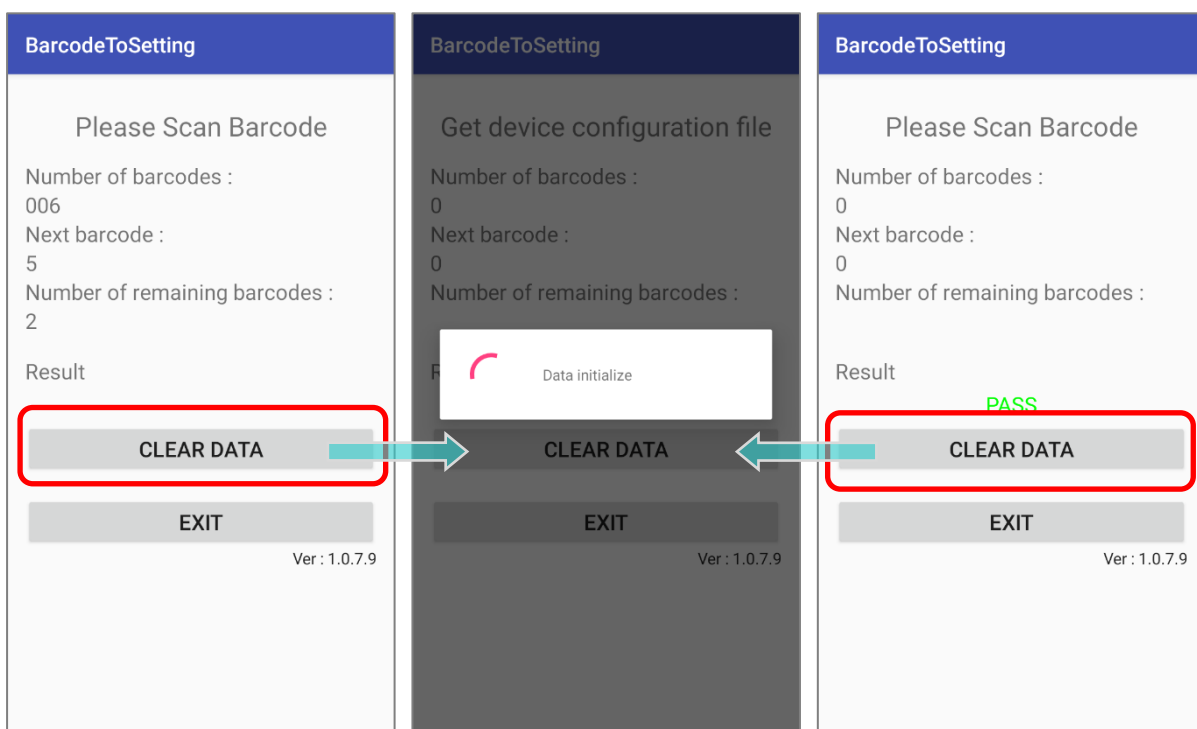 BarcodeToSetting
Please Scan Barcode
Number of barcodes :
006
Next barcode :
5
Number of remaining barcodes :
2
Result
CLEAR DATA
EXIT
Ver : 1.0.7.9
BarcodeToSetting
Get device configuration file
Number of barcodes :
0
Next barcode :
0
Number of remaining barcodes :
R
Data initialize
CLEAR DATA
EXIT
Ver : 1.0.7.9
BarcodeToSetting
Please Scan Barcode
Number of barcodes :
0
Next barcode :
0
Number of remaining barcodes :
Result
PASS
CLEAR DATA
EXIT
Ver : 1.0.7.9